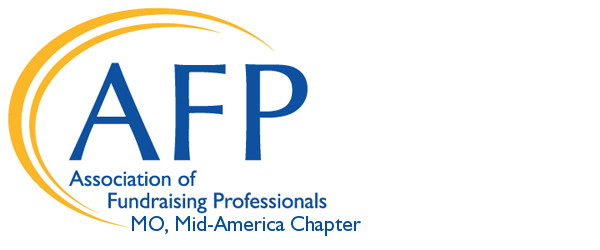 AFP
Association of
Fundraising Professionals
MO, Mid-America Chapter